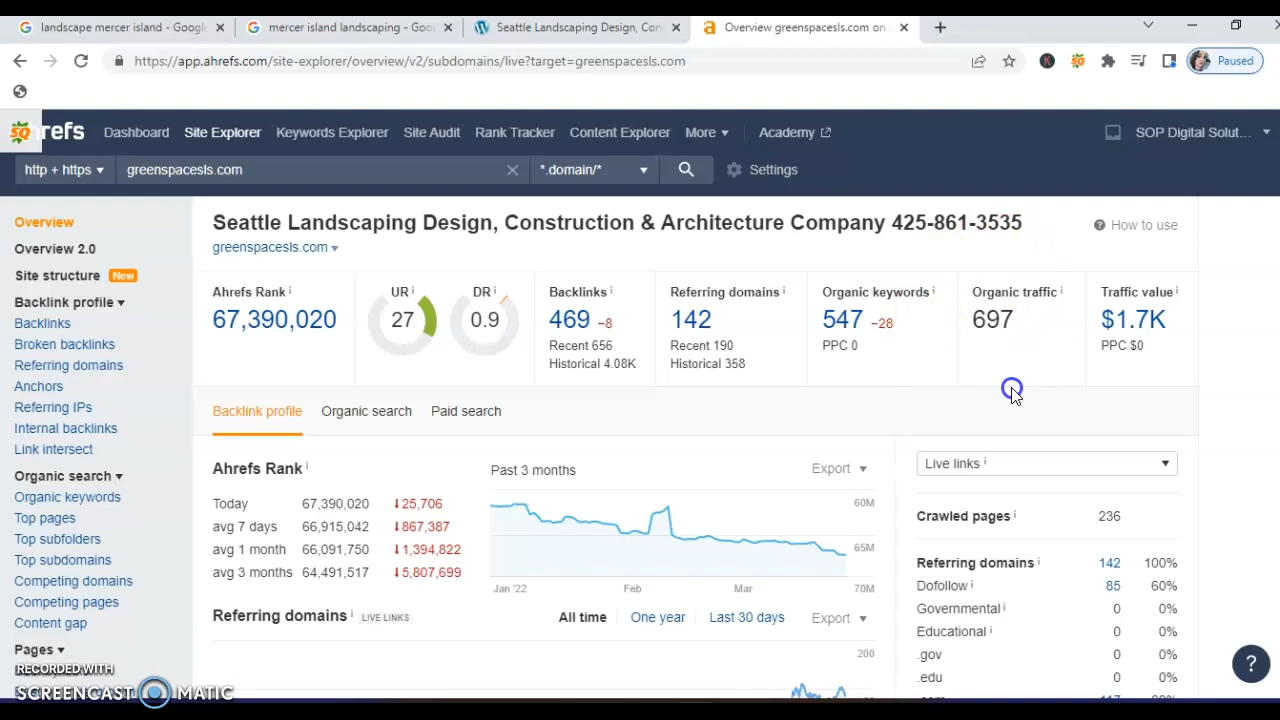 landscape mercer island - Google
mercer island landscaping - Goo
Seattle Landscaping Design, Con
Overview greenspacesl.com on
https://app.ahrefs.com/site-explorer/overview/v2/subdomains/live?target=greenspacesl.com
Paused
refs
Dashboard
Site Explorer
Keywords Explorer
Site Audit
Rank Tracker
Content Explorer
More
Academy
SOP Digital Solut...
http + https
greenspacesl.com
*.domain/*
Settings
Overview
Overview 2.0
Site structure New
Backlink profile
Backlinks
Broken backlinks
Referring domains
Anchors
Referring IPs
Internal backlinks
Link intersect
Organic search
Organic keywords
Top pages
Top subfolders
Top subdomains
Competing domains
Competing pages
Content gap
Pages
Seattle Landscaping Design, Construction & Architecture Company 425-861-3535
How to use
greenspacesl.com
Ahrefs Rank
67,390,020
UR
27
DR
0.9
Backlinks
469 -8
Recent 656
Historical 4.08K
Referring domains
142
Recent 190
Historical 358
Organic keywords
547 -28
PPC 0
Organic traffic
697
Traffic value
$1.7K
PPC $0
Backlink profile
Organic search
Paid search
Ahrefs Rank
Today 67,390,020 ↓25,706
avg 7 days 66,915,042 ↓867,387
avg 1 month 66,091,750 ↓1,394,822
avg 3 months 64,491,517 ↓5,807,699
Past 3 months
Export
60M
65M
70M
Jan '22
Feb
Mar
Referring domains LIVE LINKS
All time
One year
Last 30 days
Export
200
Live links
Crawled pages 236
Referring domains 142 100%
Dofollow 85 60%
Governmental 0 0%
Educational 0 0%
.gov 0 0%
.edu 0 0%
RECORDED WITH
SCREENCAST MATIC